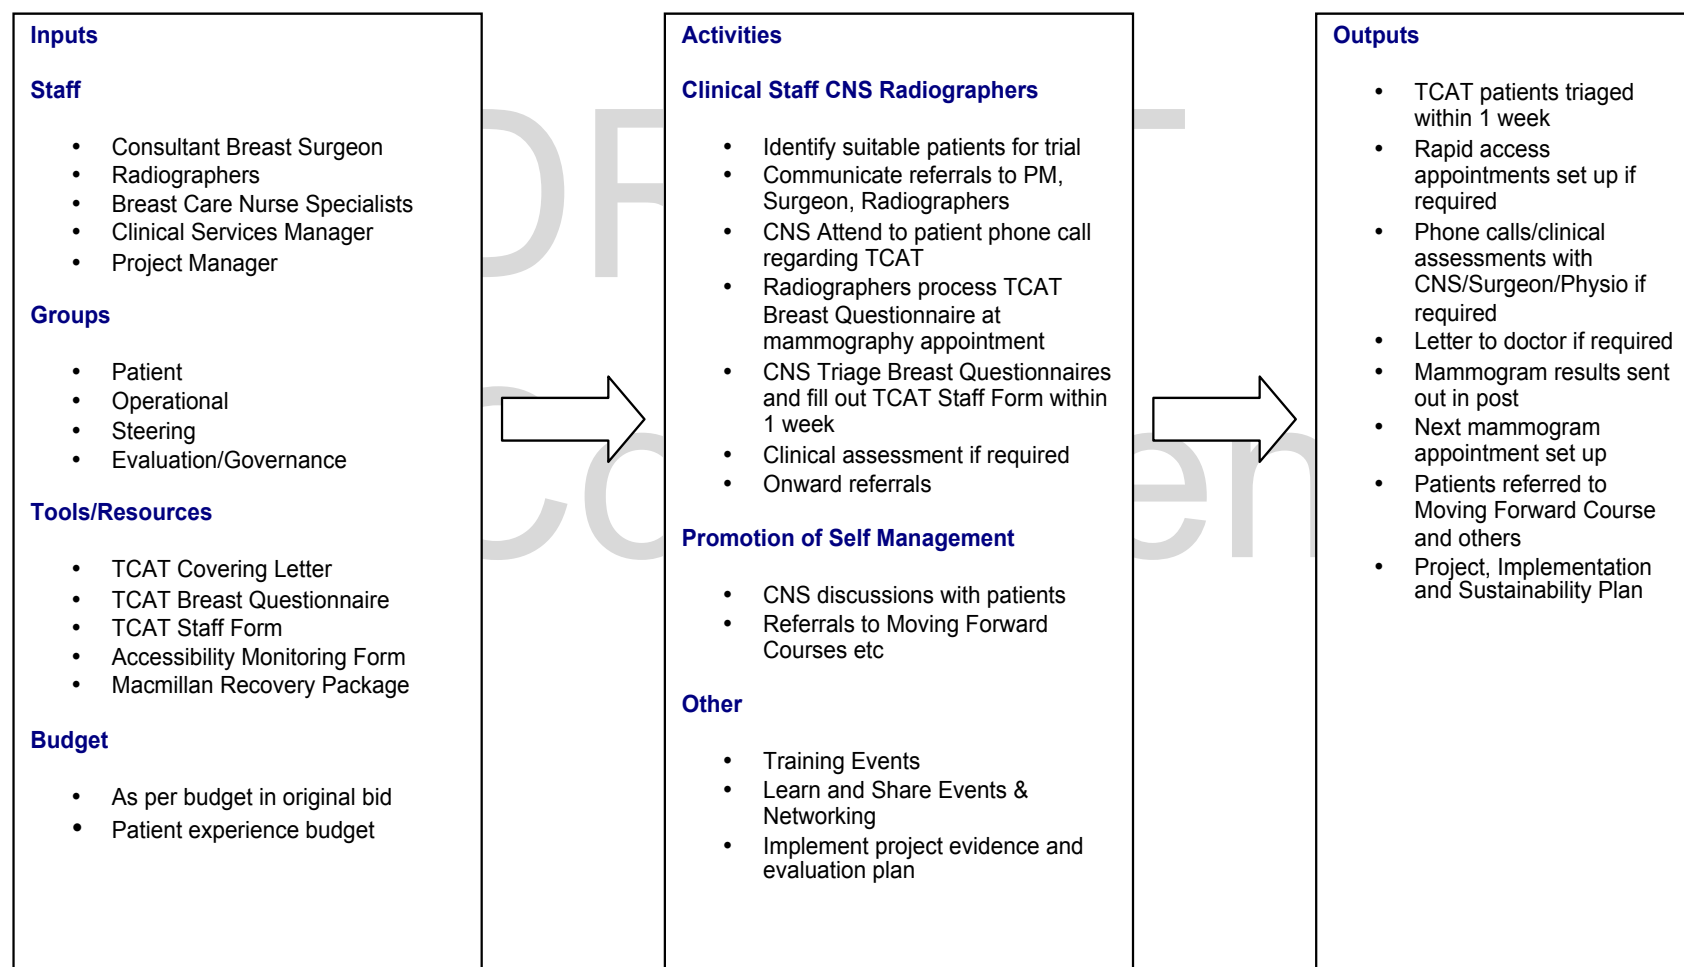 Inputs
Staff
• Consultant Breast Surgeon
• Radiographers
• Breast Care Nurse Specialists
• Clinical Services Manager
• Project Manager
Groups
• Patient
• Operational
• Steering
• Evaluation/Governance
Tools/Resources
• TCAT Covering Letter
• TCAT Breast Questionnaire
• TCAT Staff Form
• Accessibility Monitoring Form
• Macmillan Recovery Package
Budget
• As per budget in original bid
• Patient experience budget
Activities
Clinical Staff CNS Radiographers
• Identify suitable patients for trial
• Communicate referrals to PM,
Surgeon, Radiographers
• CNS Attend to patient phone call
regarding TCAT
• Radiographers process TCAT
Breast Questionnaire at
mammography appointment
• CNS Triage Breast Questionnaires
and fill out TCAT Staff Form within
1 week
• Clinical assessment if required
• Onward referrals
Promotion of Self Management
• CNS discussions with patients
• Referrals to Moving Forward
Courses etc
Other
• Training Events
• Learn and Share Events &
Networking
• Implement project evidence and
evaluation plan
Outputs
• TCAT patients triaged
within 1 week
• Rapid access
appointments set up if
required
• Phone calls/clinical
assessments with
CNS/Surgeon/Physio if
required
• Letter to doctor if required
• Mammogram results sent
out in post
• Next mammogram
appointment set up
• Patients referred to
Moving Forward Course
and others
• Project, Implementation
and Sustainability Plan